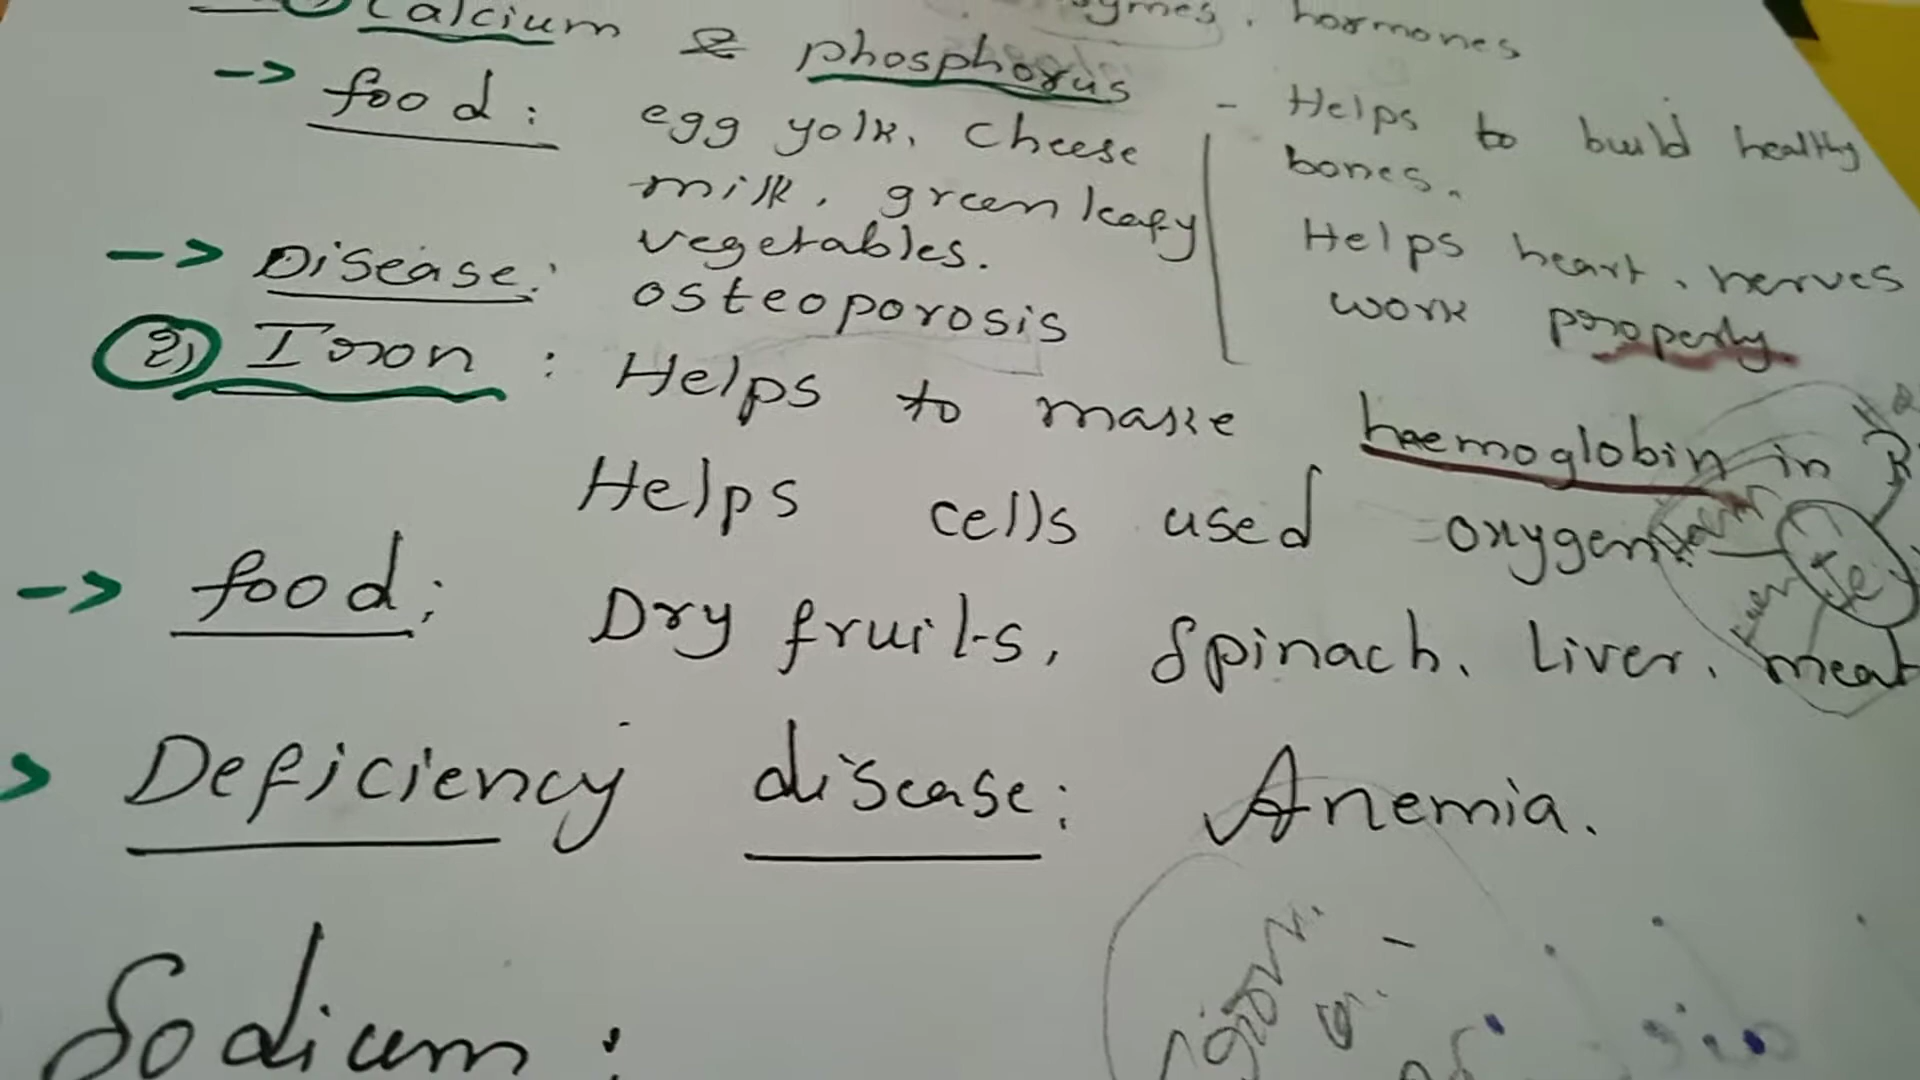 Calcium & phosphorus
hormones
-> food: egg yolk, cheese
milk, green leafy
vegetables.
- Helps to build healthy
bones.
Helps heart, nerves
work properly
-> Disease: osteoporosis
2) Iron : Helps to make haemoglobin in
Helps cells used oxygen
-> food: Dry fruits, Spinach, Liver, meat
> Deficiency disease: Anemia.
Sodium :